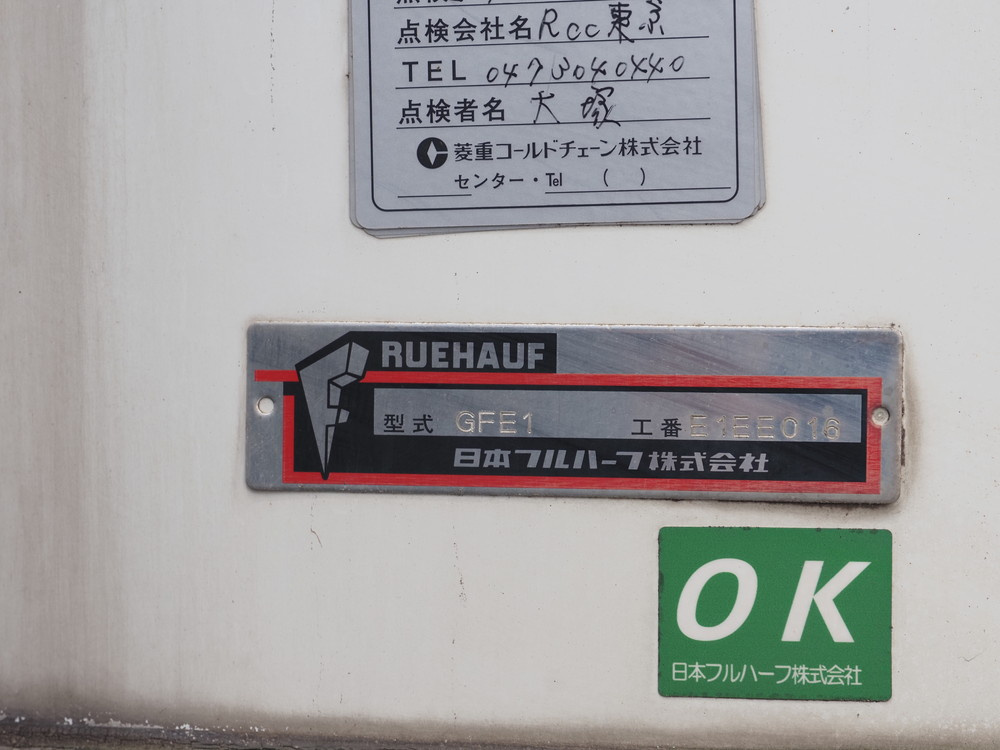 点検会社名 Rcc東京
TEL 0473040440
点検者名 大塚
菱重コールドチェーン株式会社
センター・Tel ( )
RUEHAUF
型式 GFE1 工番 E1EE016
日本フルハーフ株式会社
OK
日本フルハーフ株式会社